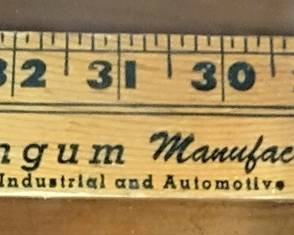 32 31 30
ngum Manufac
Industrial and Automotive